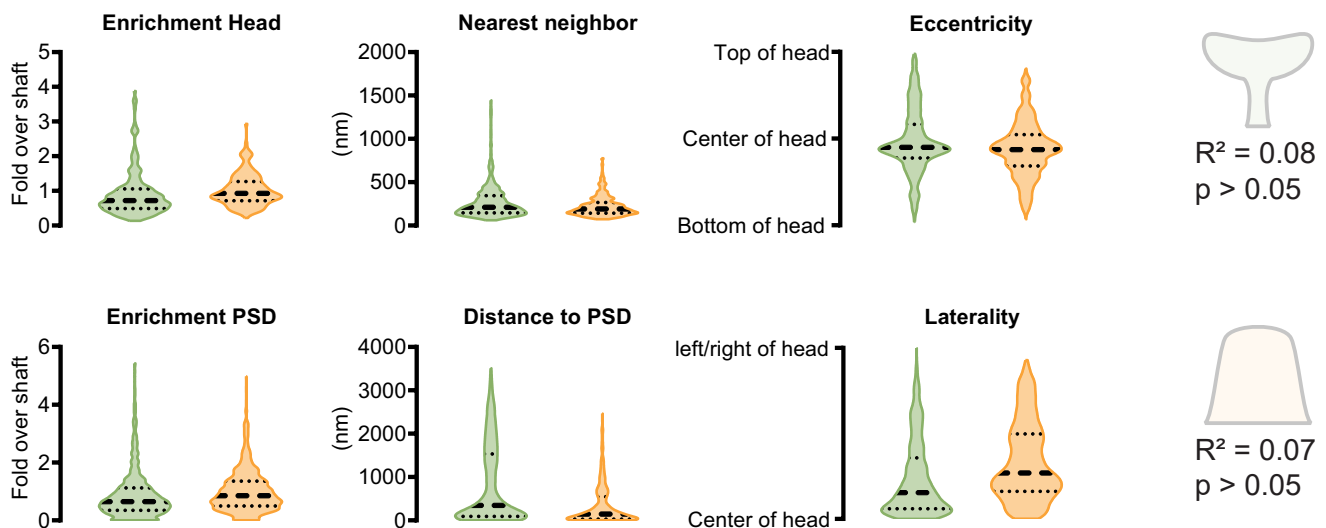 Enrichment Head
Fold over shaft
5
4
3
2
1
0
Nearest neighbor
(nm)
2000
1500
1000
500
0
Eccentricity
Top of head
Center of head
Bottom of head
R² = 0.08
p > 0.05
Enrichment PSD
Fold over shaft
6
4
2
0
Distance to PSD
(nm)
4000
3000
2000
1000
0
Laterality
left/right of head
Center of head
R² = 0.07
p > 0.05